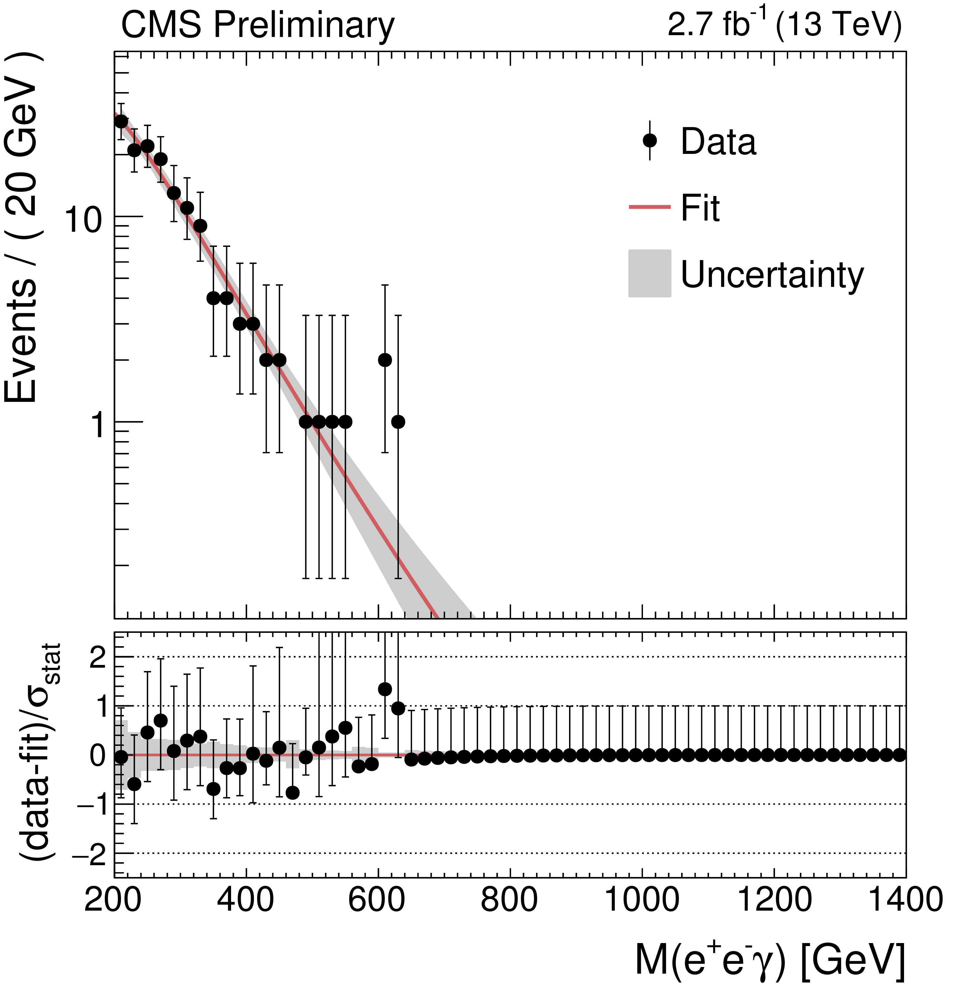 CMS Preliminary
2.7 fb⁻¹ (13 TeV)
Events / ( 20 GeV )
10
1
Data
Fit
Uncertainty
(data-fit)/σstat
2
1
0
−1
−2
200 400 600 800 1000 1200 1400
M(e⁺e⁻γ) [GeV]